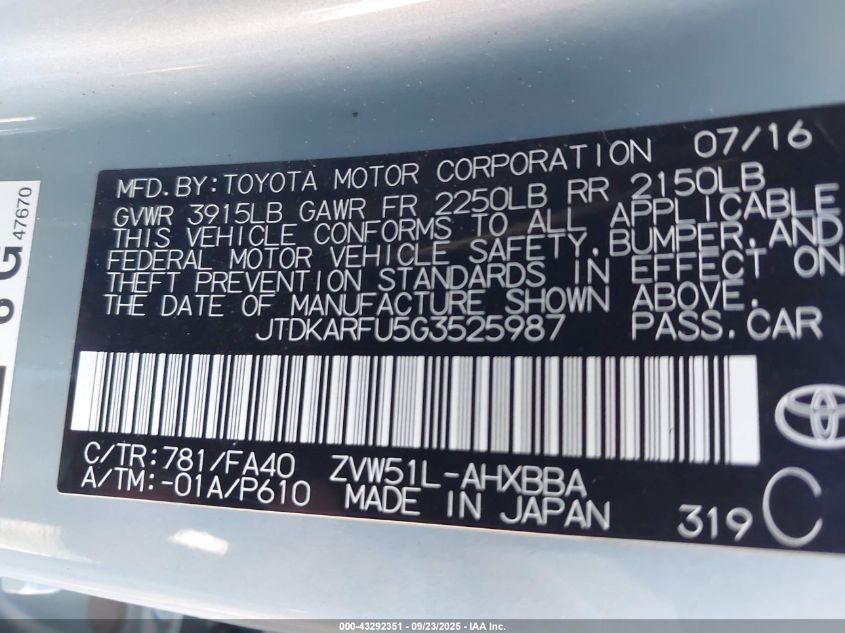 MFD. BY: TOYOTA MOTOR CORPORATION 07/16
GVWR 3915LB GAWR FR 2250LB RR 2150LB
THIS VEHICLE CONFORMS TO ALL APPLICABLE
FEDERAL MOTOR VEHICLE SAFETY, BUMPER, AND
THEFT PREVENTION STANDARDS IN EFFECT ON
THE DATE OF MANUFACTURE SHOWN ABOVE.
JTDKARFU5G3525987 PASS. CAR
C/TR: 781/FA40 ZVW51L-AHXBBA
A/TM: -01A/P610 MADE IN JAPAN 319 C
G 47670
000-43292351 - 09/23/2025 - IAA Inc.